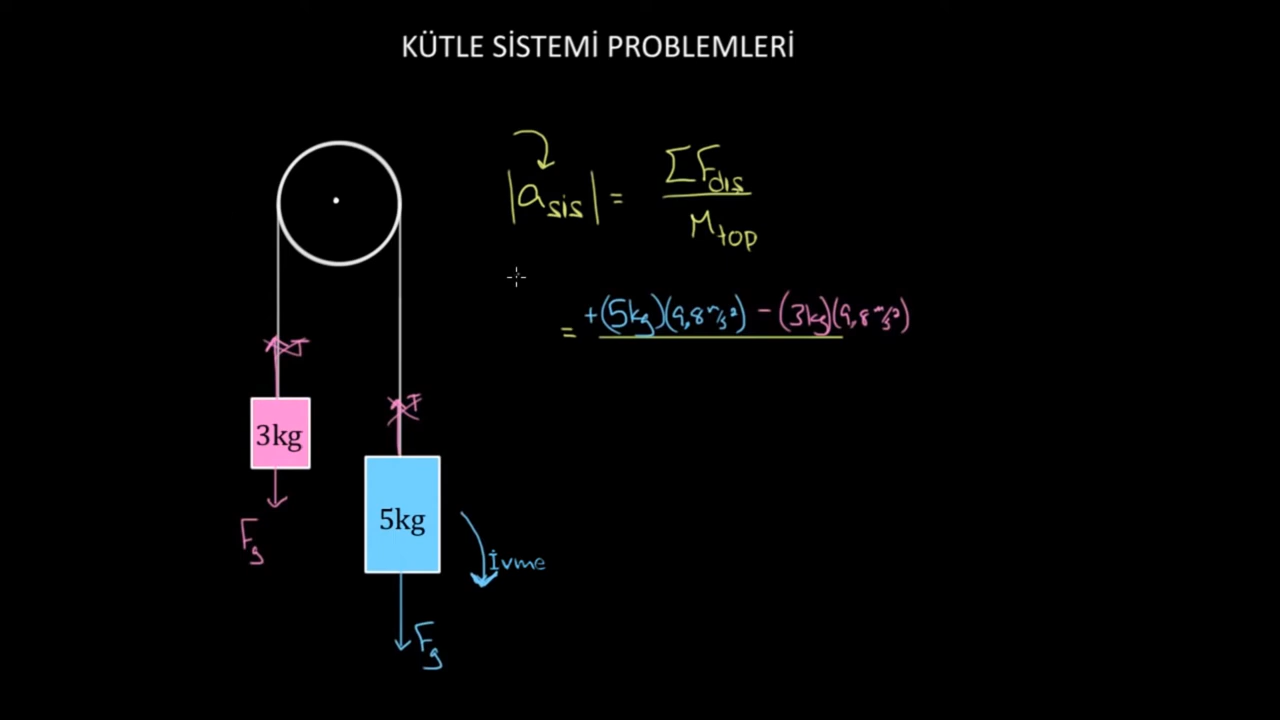 KÜTLE SİSTEMİ PROBLEMLERİ
|a_sis| = ΣF_dış / M_top
= +(5kg)(9,8 m/s²) − (3kg)(9,8 m/s²)
T
T
3kg
5kg
F_g
İvme
F_g